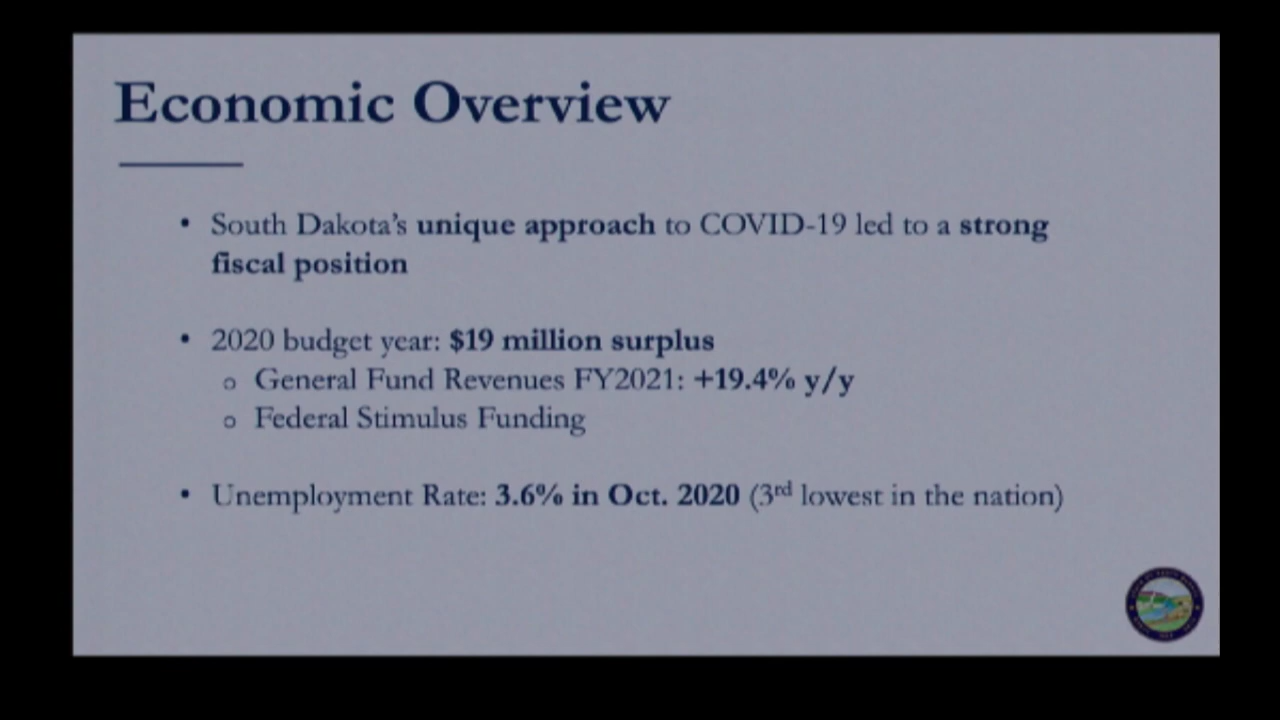 Economic Overview
• South Dakota's unique approach to COVID-19 led to a strong
fiscal position
• 2020 budget year: $19 million surplus
o General Fund Revenues FY2021: +19.4% y/y
o Federal Stimulus Funding
• Unemployment Rate: 3.6% in Oct. 2020 (3rd lowest in the nation)